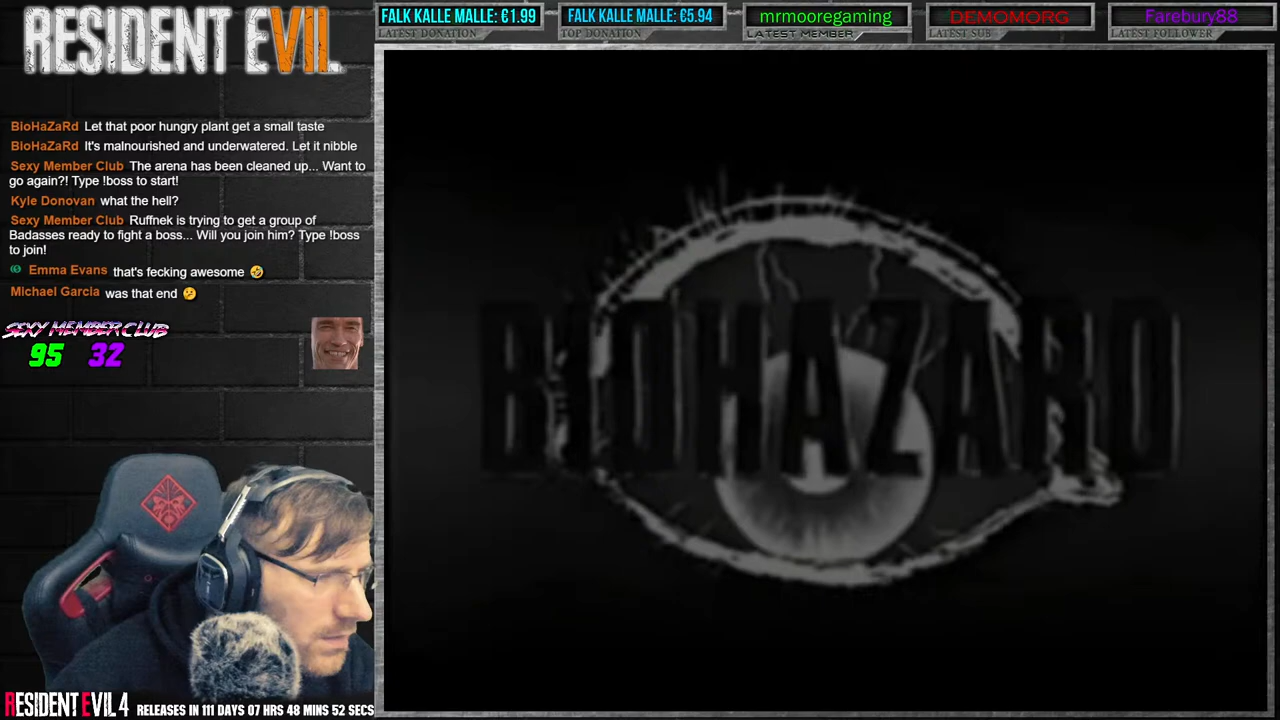 RESIDENT EVIL
FALK KALLE MALLE: €1.99
LATEST DONATION
FALK KALLE MALLE: €5.94
TOP DONATION
mrmooregaming
LATEST MEMBER
DEMOMORG
LATEST SUB
Farebury88
LATEST FOLLOWER
BioHaZaRd Let that poor hungry plant get a small taste
BioHaZaRd It's malnourished and underwatered. Let it nibble
Sexy Member Club The arena has been cleaned up... Want to
go again?! Type !boss to start!
Kyle Donovan what the hell?
Sexy Member Club Ruffnek is trying to get a group of
Badasses ready to fight a boss... Will you join him? Type !boss
to join!
Emma Evans that's fecking awesome 🤣
Michael Garcia was that end 🤔
SEXY MEMBER CLUB
95 32
BIOHAZARD
RESIDENT EVIL 4 RELEASES IN 111 DAYS 07 HRS 48 MINS 52 SECS